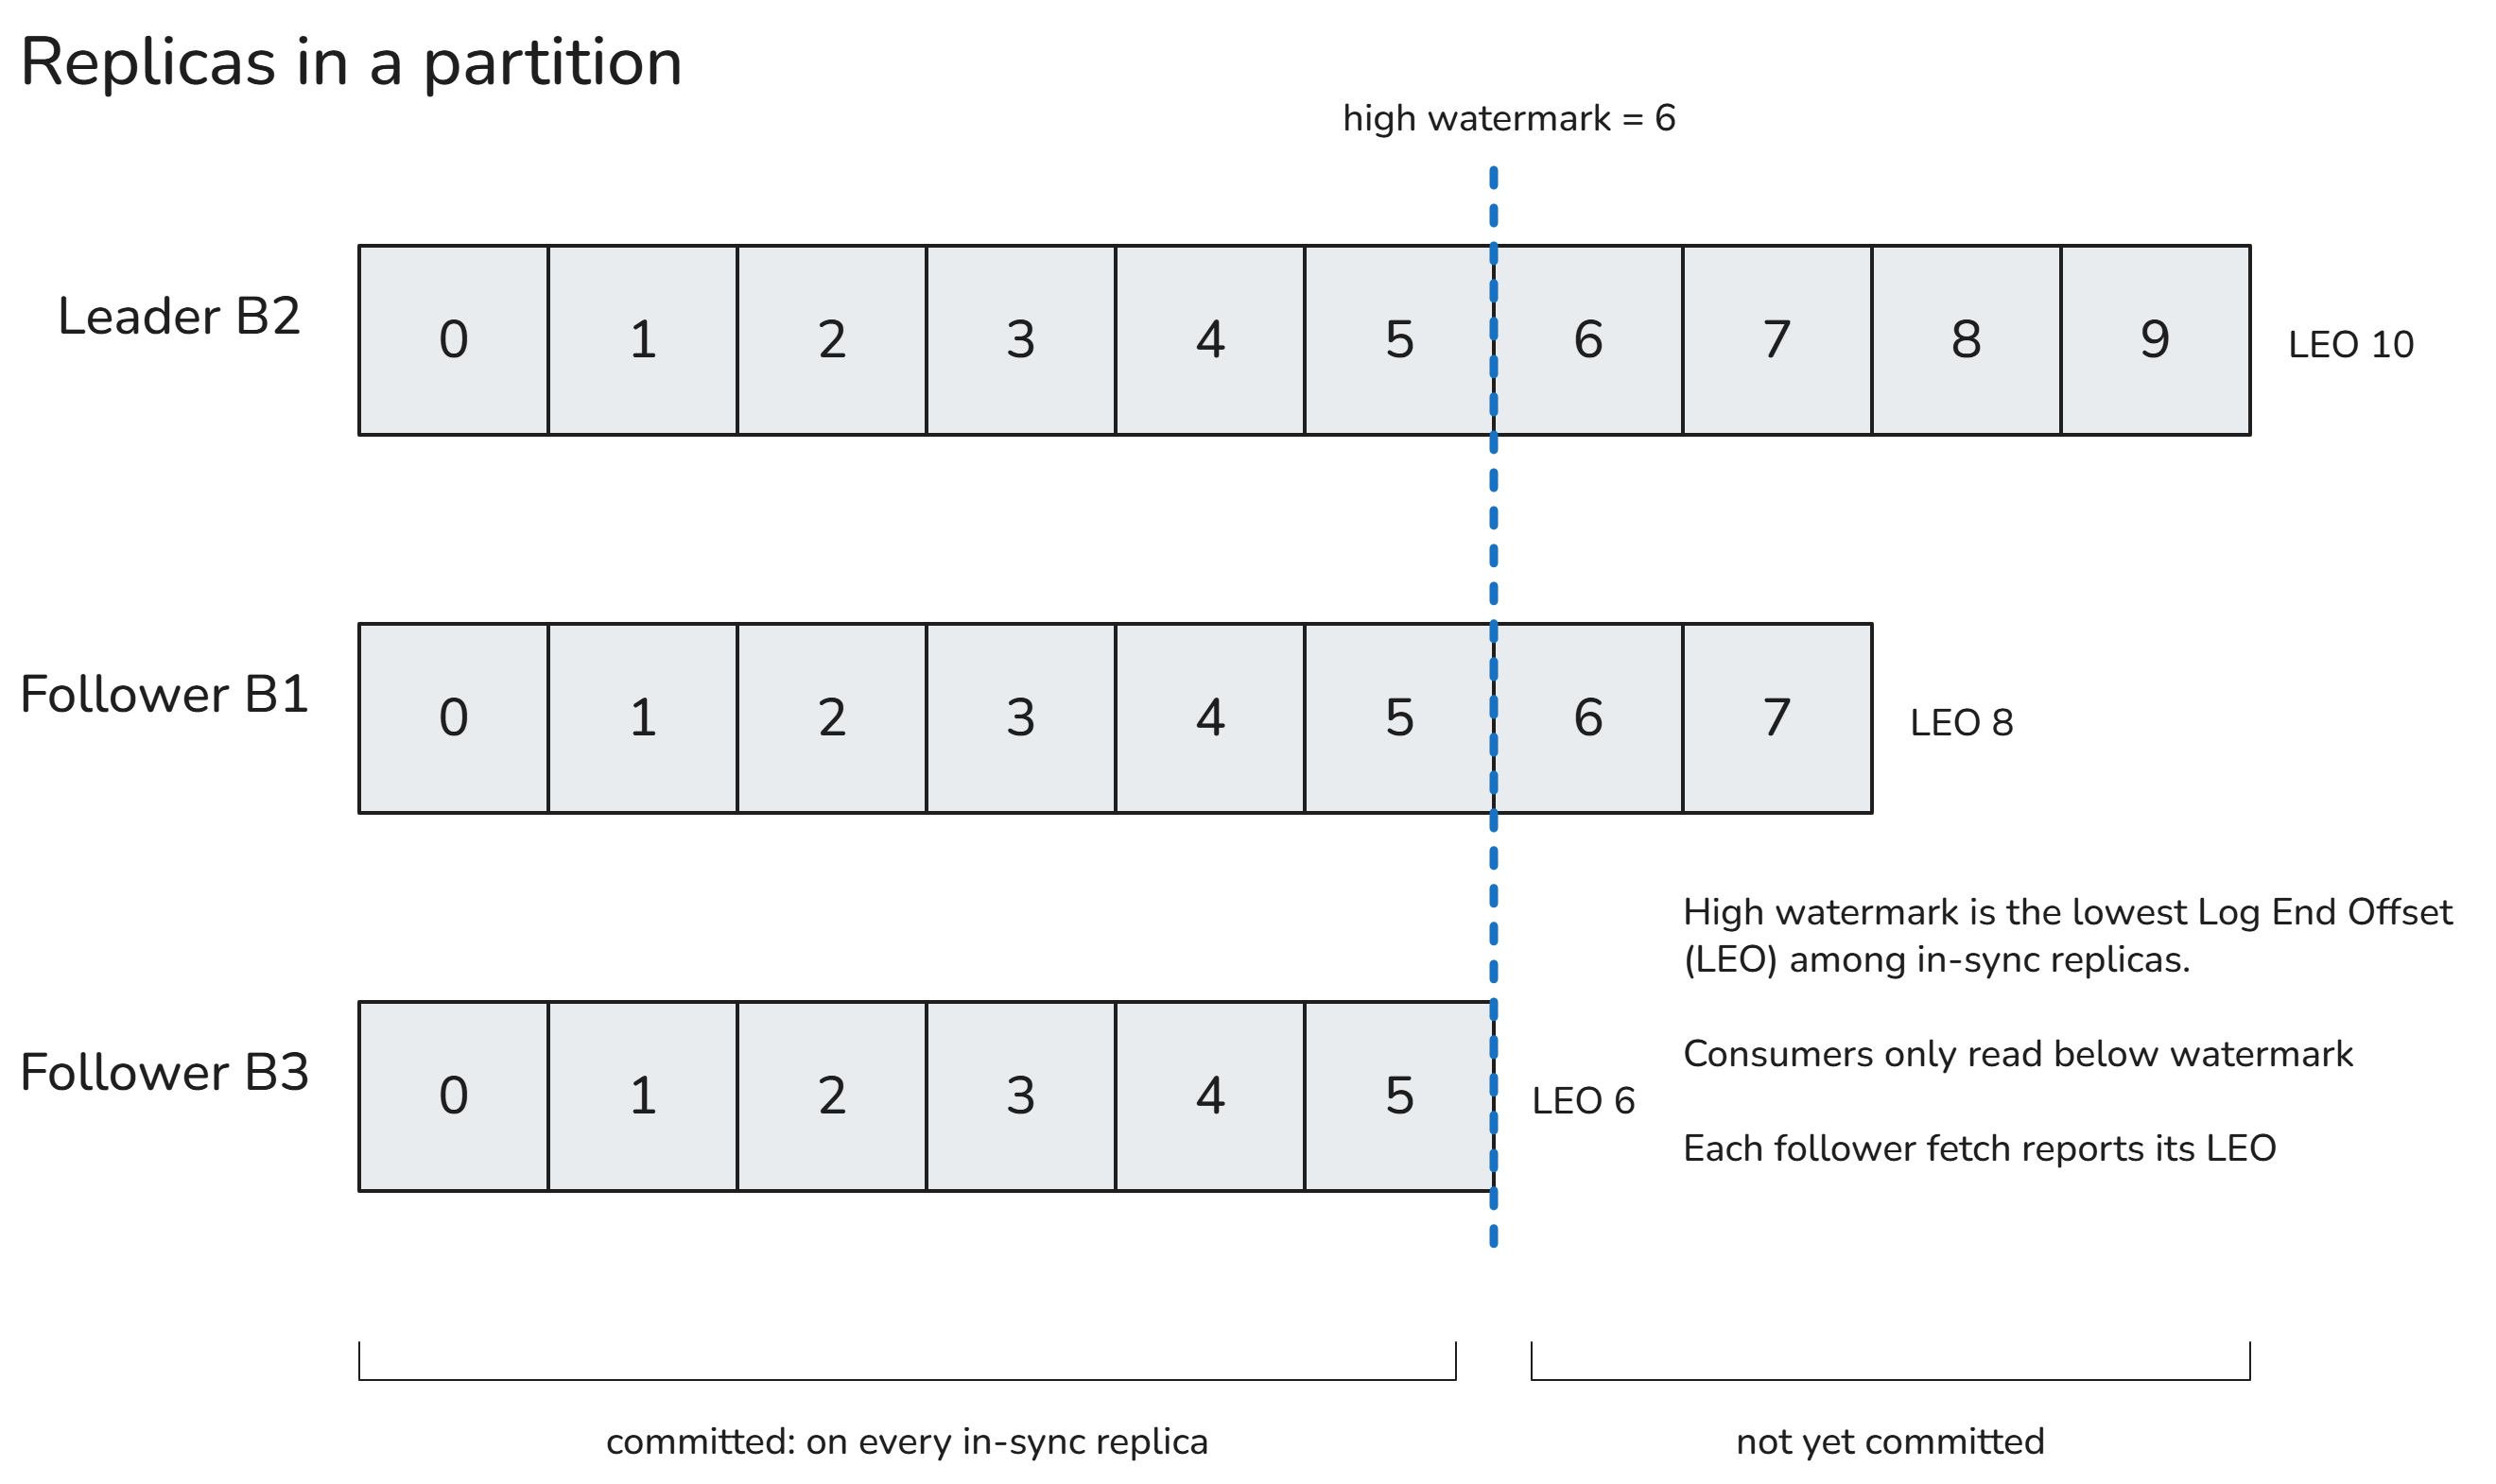 Replicas in a partition
high watermark = 6
Leader B2
0 1 2 3 4 5 6 7 8 9
LEO 10
Follower B1
0 1 2 3 4 5 6 7
LEO 8
High watermark is the lowest Log End Offset
(LEO) among in-sync replicas.
Consumers only read below watermark
Each follower fetch reports its LEO
Follower B3
0 1 2 3 4 5
LEO 6
committed: on every in-sync replica
not yet committed